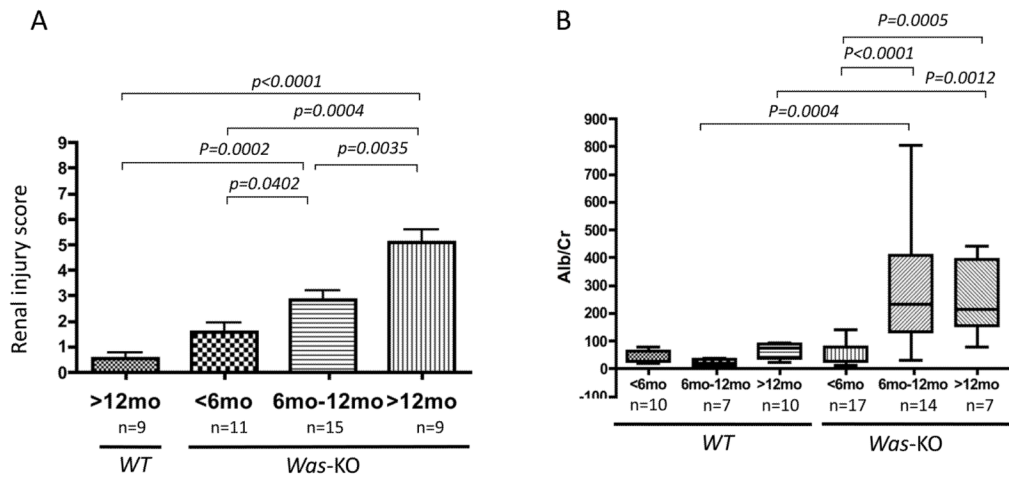 A
p<0.0001
p=0.0004
P=0.0002
p=0.0035
p=0.0402
Renal injury score
9
8
7
6
5
4
3
2
1
0
>12mo
<6mo
6mo-12mo
>12mo
n=9
n=11
n=15
n=9
WT
Was-KO
B
P=0.0005
P<0.0001
P=0.0012
P=0.0004
Alb/Cr
900
800
700
600
500
400
300
200
100
0
-100
<6mo
6mo-12mo
>12mo
<6mo
6mo-12mo
>12mo
n=10
n=7
n=10
n=17
n=14
n=7
WT
Was-KO